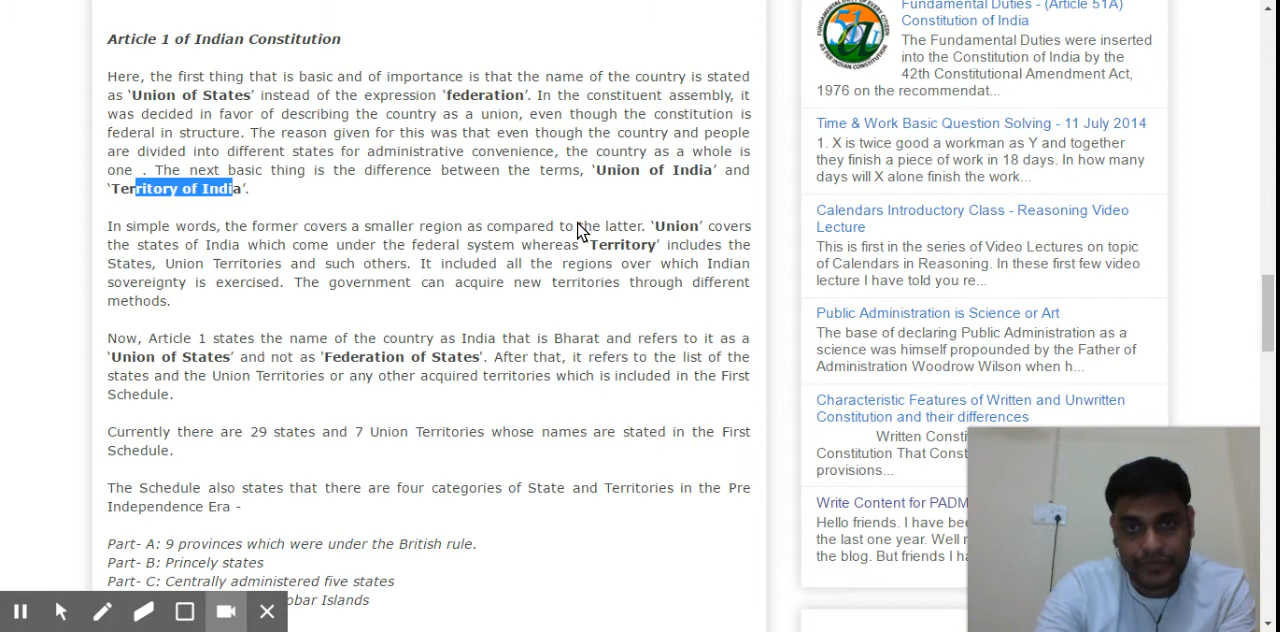 Article 1 of Indian Constitution
Here, the first thing that is basic and of importance is that the name of the country is stated
as ‘Union of States’ instead of the expression ‘federation’. In the constituent assembly, it
was decided in favor of describing the country as a union, even though the constitution is
federal in structure. The reason given for this was that even though the country and people
are divided into different states for administrative convenience, the country as a whole is
one . The next basic thing is the difference between the terms, ‘Union of India’ and
‘Territory of India’.
In simple words, the former covers a smaller region as compared to the latter. ‘Union’ covers
the states of India which come under the federal system whereas ‘Territory’ includes the
States, Union Territories and such others. It included all the regions over which Indian
sovereignty is exercised. The government can acquire new territories through different
methods.
Now, Article 1 states the name of the country as India that is Bharat and refers to it as a
‘Union of States’ and not as 'Federation of States'. After that, it refers to the list of the
states and the Union Territories or any other acquired territories which is included in the First
Schedule.
Currently there are 29 states and 7 Union Territories whose names are stated in the First
Schedule.
The Schedule also states that there are four categories of State and Territories in the Pre
Independence Era -
Part- A: 9 provinces which were under the British rule.
Part- B: Princely states
Part- C: Centrally administered five states
obar Islands
Fundamental Duties - (Article 51A)
Constitution of India
The Fundamental Duties were inserted
into the Constitution of India by the
42th Constitutional Amendment Act,
1976 on the recommendat...
Time & Work Basic Question Solving - 11 July 2014
1. X is twice good a workman as Y and together
they finish a piece of work in 18 days. In how many
days will X alone finish the work...
Calendars Introductory Class - Reasoning Video
Lecture
This is first in the series of Video Lectures on topic
of Calendars in Reasoning. In these first few video
lecture I have told you re...
Public Administration is Science or Art
The base of declaring Public Administration as a
science was himself propounded by the Father of
Administration Woodrow Wilson when h...
Characteristic Features of Written and Unwritten
Constitution and their differences
Written Consti
Constitution That Const
provisions...
Write Content for PADM
Hello friends. I have bee
the last one year. Well r
the blog. But friends I ha